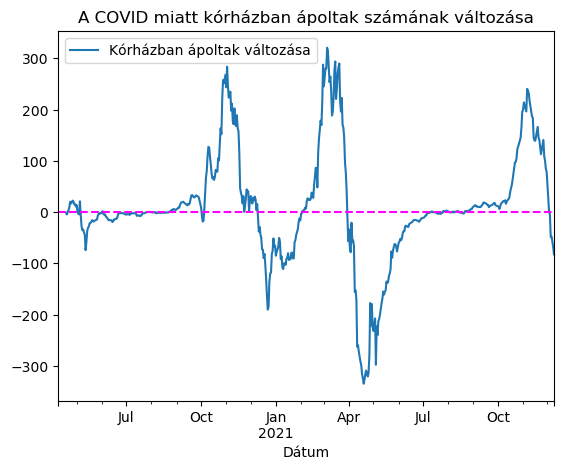 A COVID miatt kórházban ápoltak számának változása
Kórházban ápoltak változása
300
200
100
0
−100
−200
−300
Jul
Oct
Jan
2021
Apr
Jul
Oct
Dátum